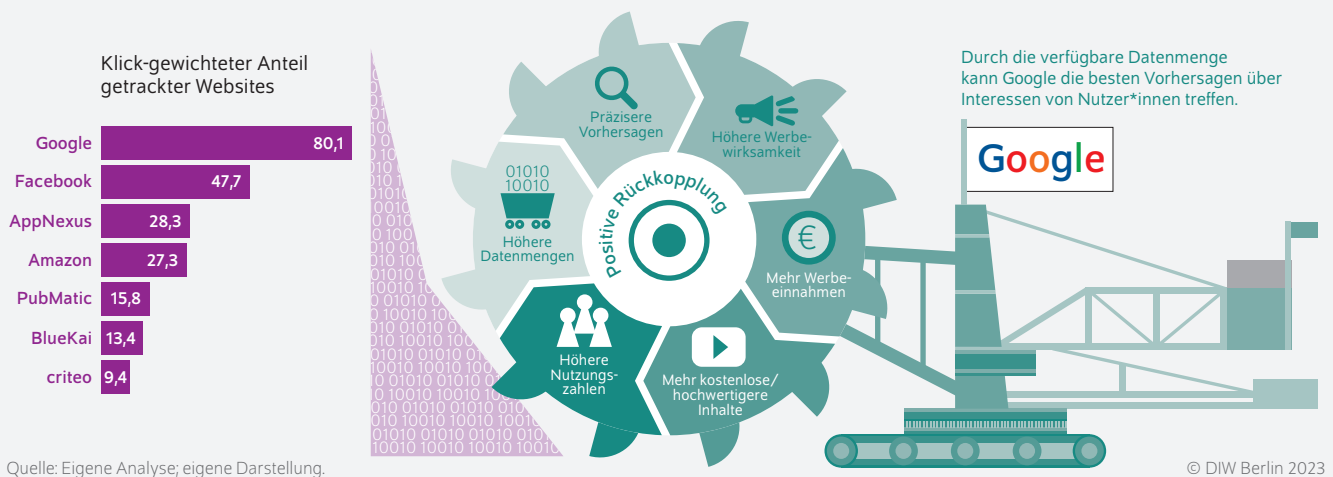 Klick-gewichteter Anteil
getrackter Websites
Google 80,1
Facebook 47,7
AppNexus 28,3
Amazon 27,3
PubMatic 15,8
BlueKai 13,4
criteo 9,4
Präzisere
Vorhersagen
Höhere Werbe-
wirksamkeit
€
Mehr Werbe-
einnahmen
Mehr kostenlose/
hochwertigere
Inhalte
Höhere
Nutzungs-
zahlen
01010
10010
Höhere
Datenmengen
Positive Rückkopplung
Durch die verfügbare Datenmenge
kann Google die besten Vorhersagen über
Interessen von Nutzer*innen treffen.
Google
Quelle: Eigene Analyse; eigene Darstellung.
© DIW Berlin 2023